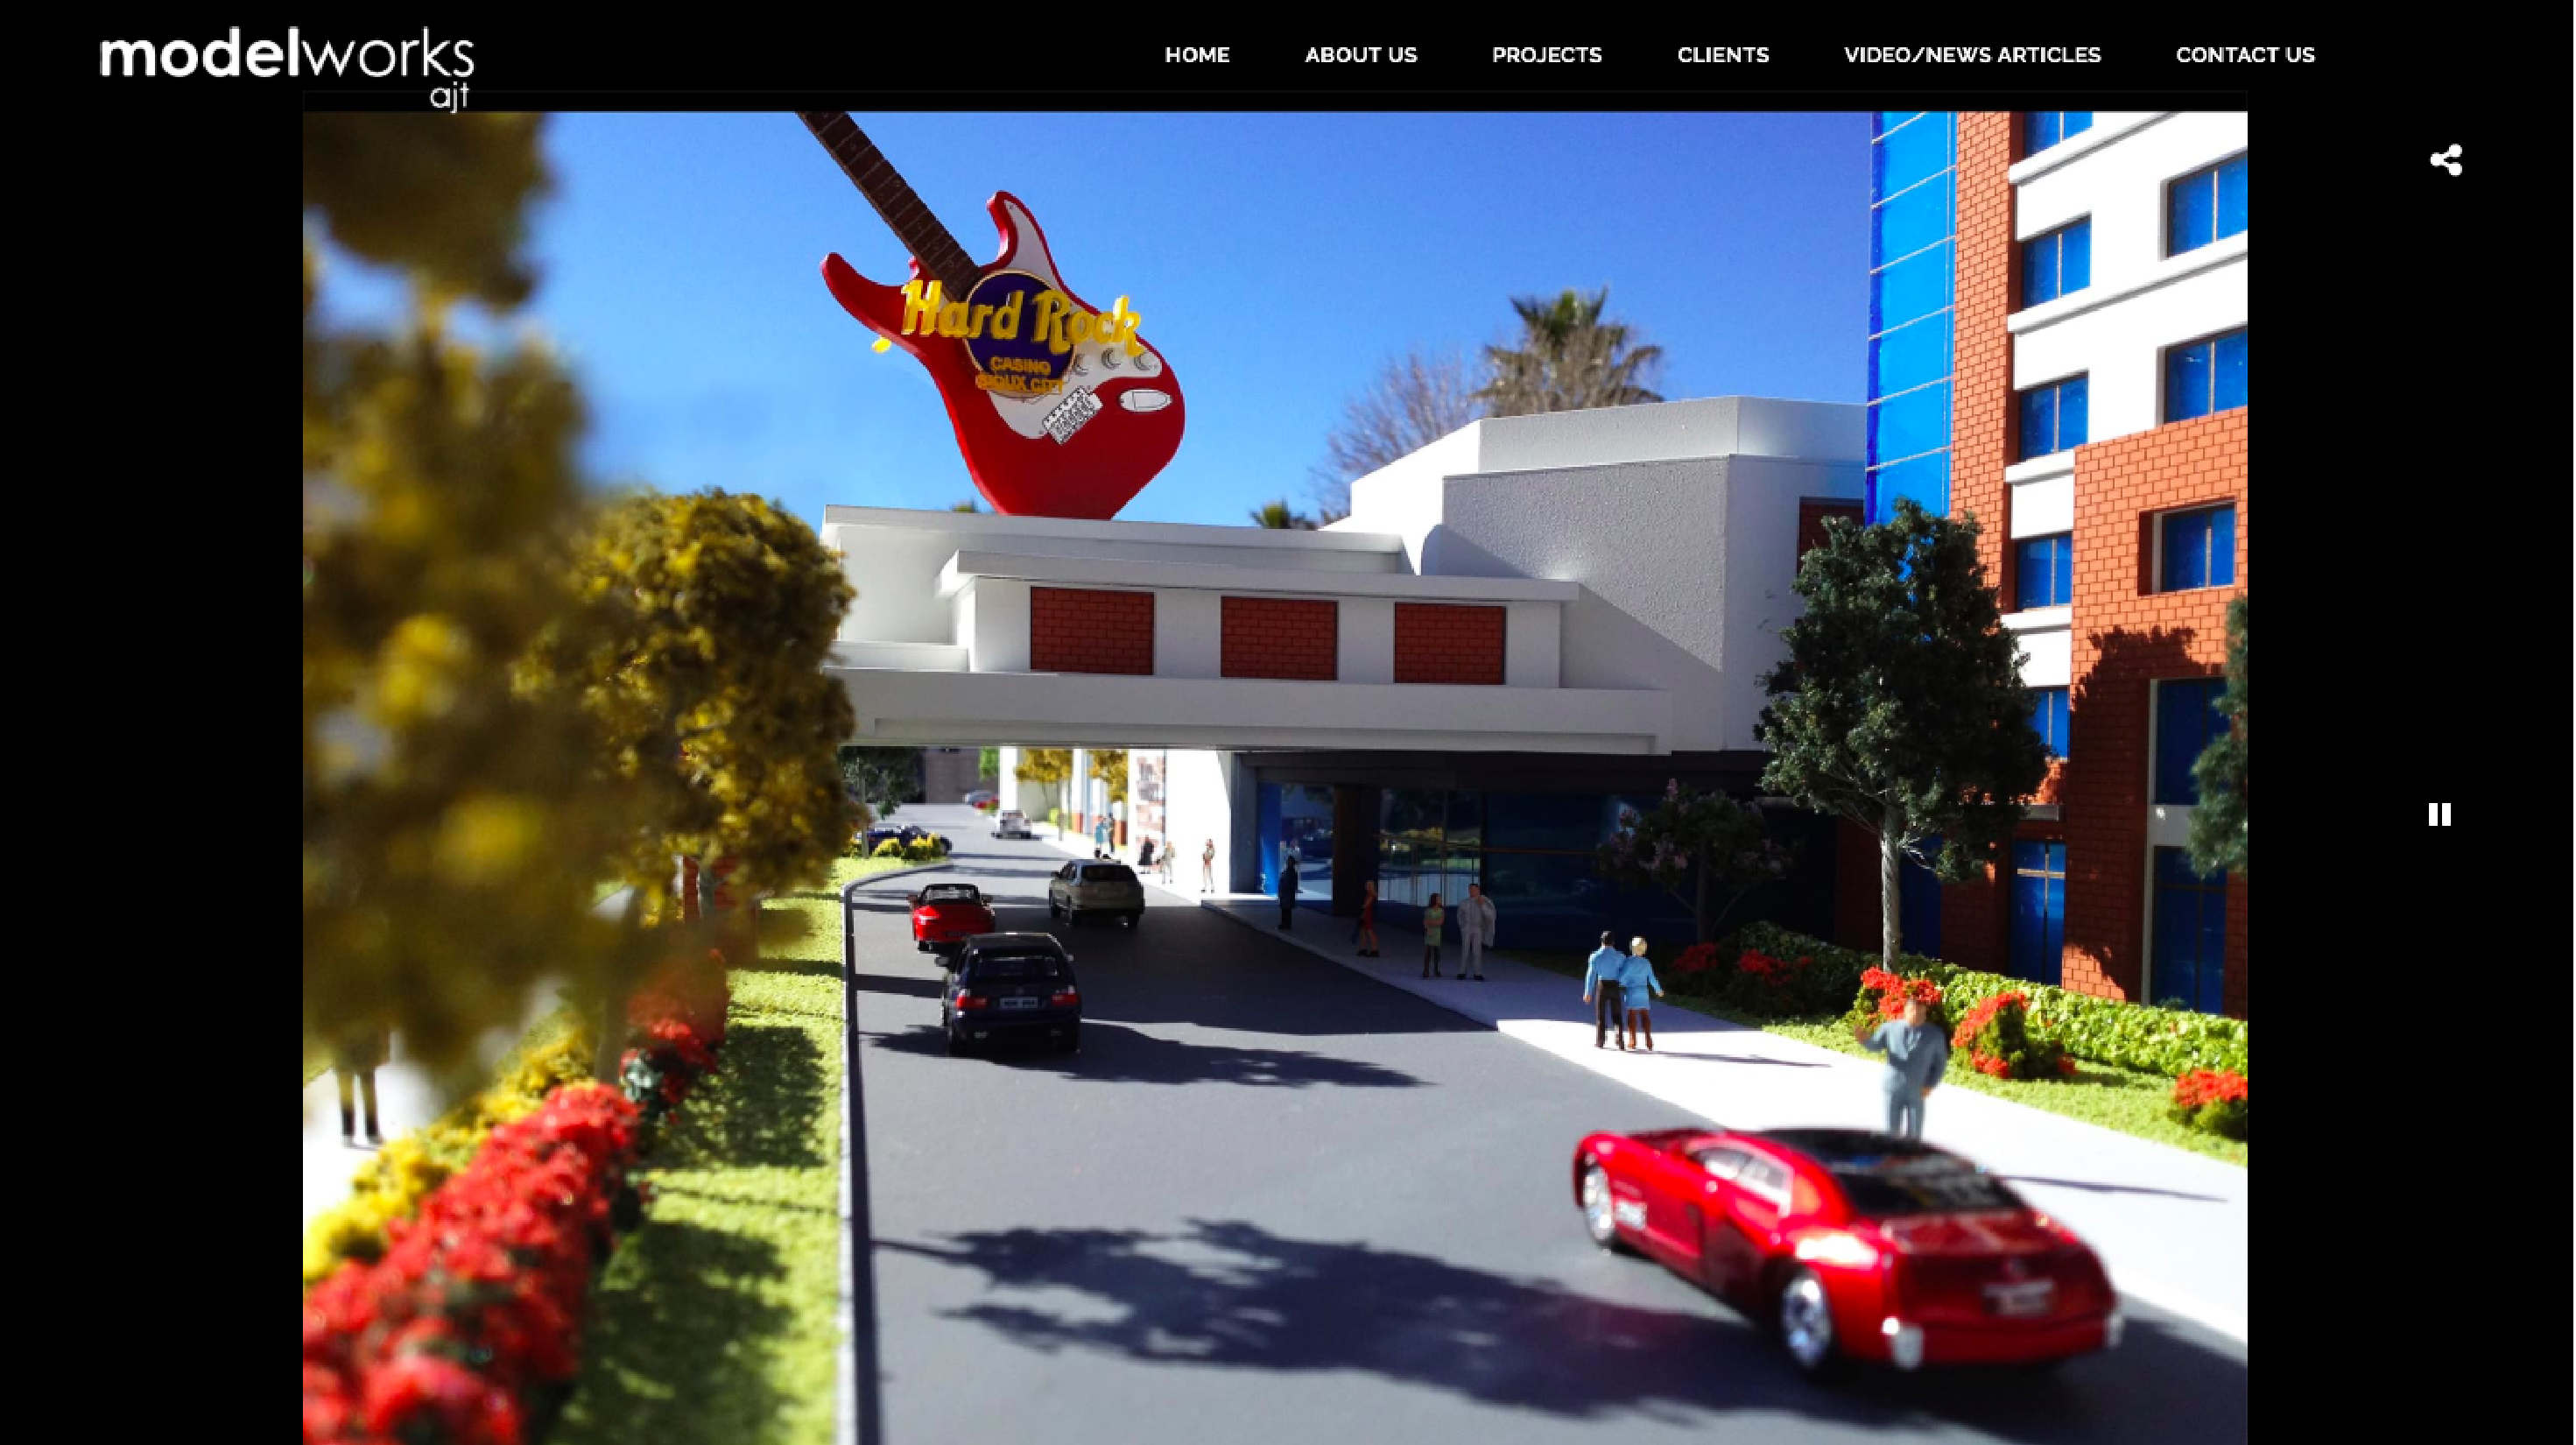 modelworks
ajt
HOME
ABOUT US
PROJECTS
CLIENTS
VIDEO/NEWS ARTICLES
CONTACT US
Hard Rock
CASINO
SIOUX CITY